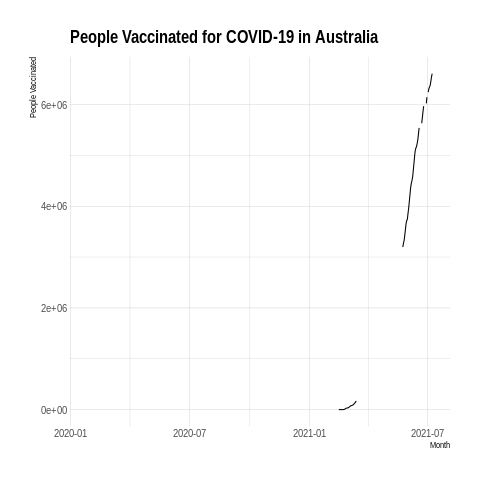 People Vaccinated for COVID-19 in Australia
People Vaccinated
6e+06
4e+06
2e+06
0e+00
2020-01 2020-07 2021-01 2021-07
Month